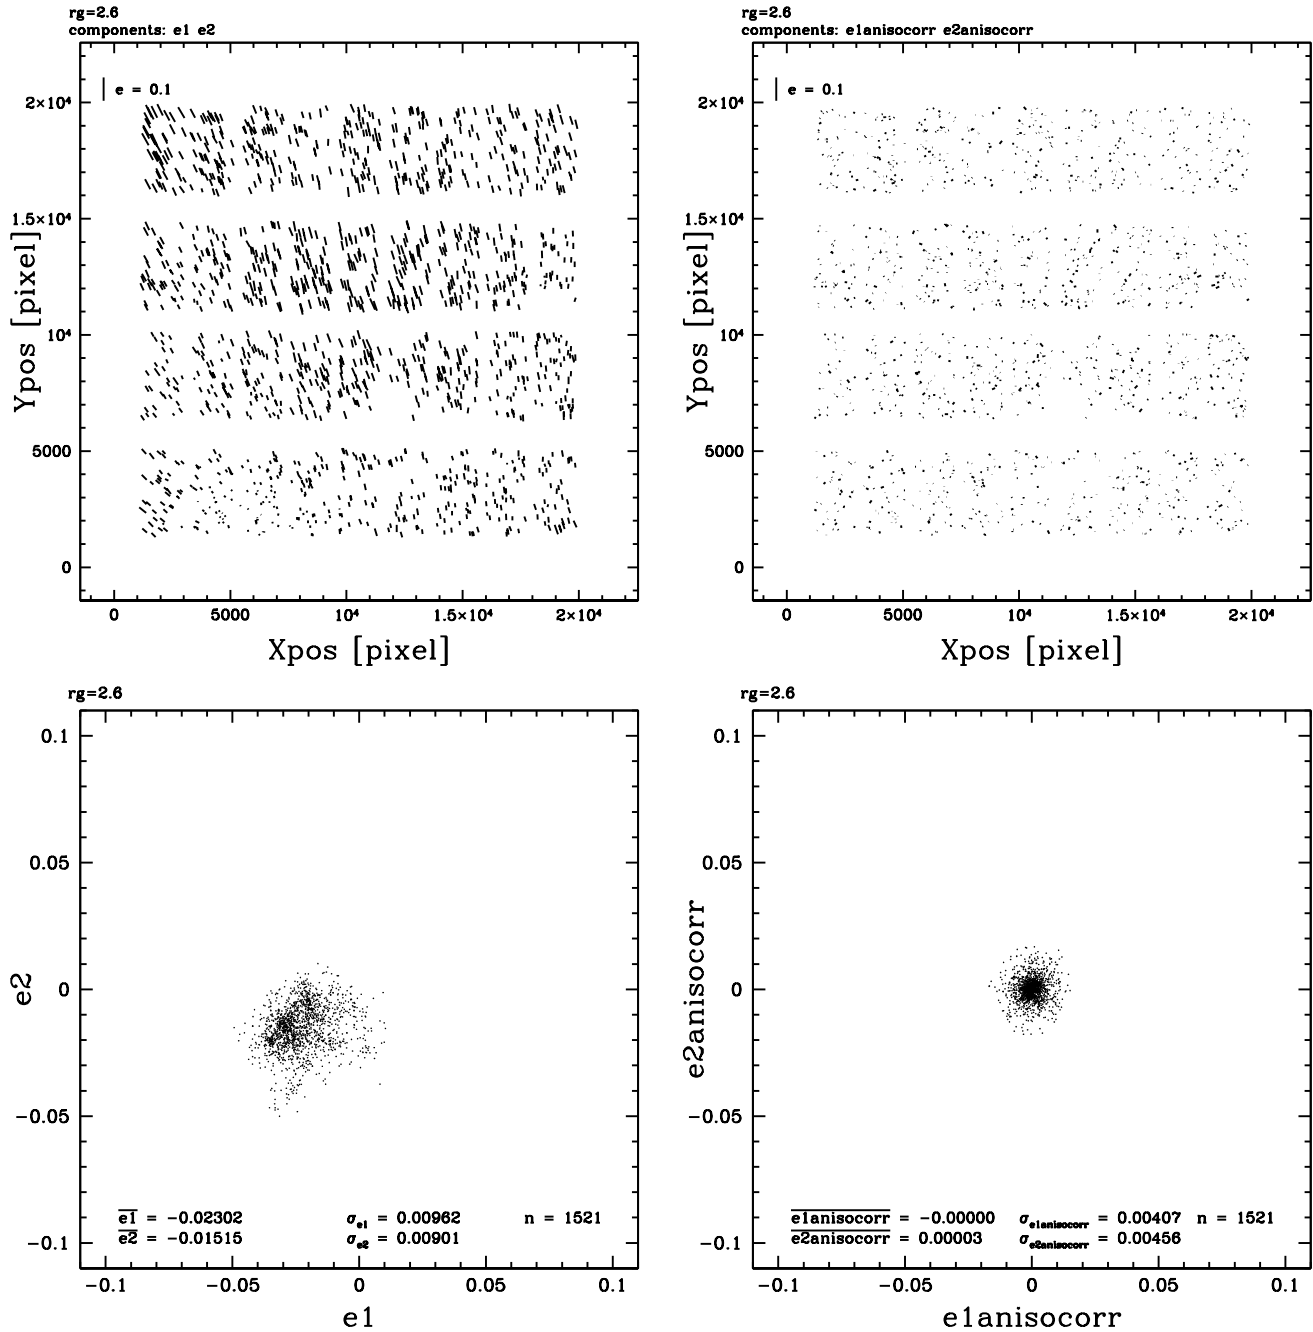 rg=2.6
components: e1 e2
e = 0.1
2×10⁴
1.5×10⁴
10⁴
5000
0
Ypos [pixel]
0 5000 10⁴ 1.5×10⁴ 2×10⁴
Xpos [pixel]
rg=2.6
components: e1anisocorr e2anisocorr
e = 0.1
2×10⁴
1.5×10⁴
10⁴
5000
0
Ypos [pixel]
0 5000 10⁴ 1.5×10⁴ 2×10⁴
Xpos [pixel]
rg=2.6
0.1
0.05
0
−0.05
−0.1
e2
e1 = −0.02302 σe1 = 0.00962 n = 1521
e2 = −0.01515 σe2 = 0.00901
−0.1 −0.05 0 0.05 0.1
e1
rg=2.6
0.1
0.05
0
−0.05
−0.1
e2anisocorr
e1anisocorr = −0.00000 σe1anisocorr = 0.00407 n = 1521
e2anisocorr = 0.00003 σe2anisocorr = 0.00456
−0.1 −0.05 0 0.05 0.1
e1anisocorr